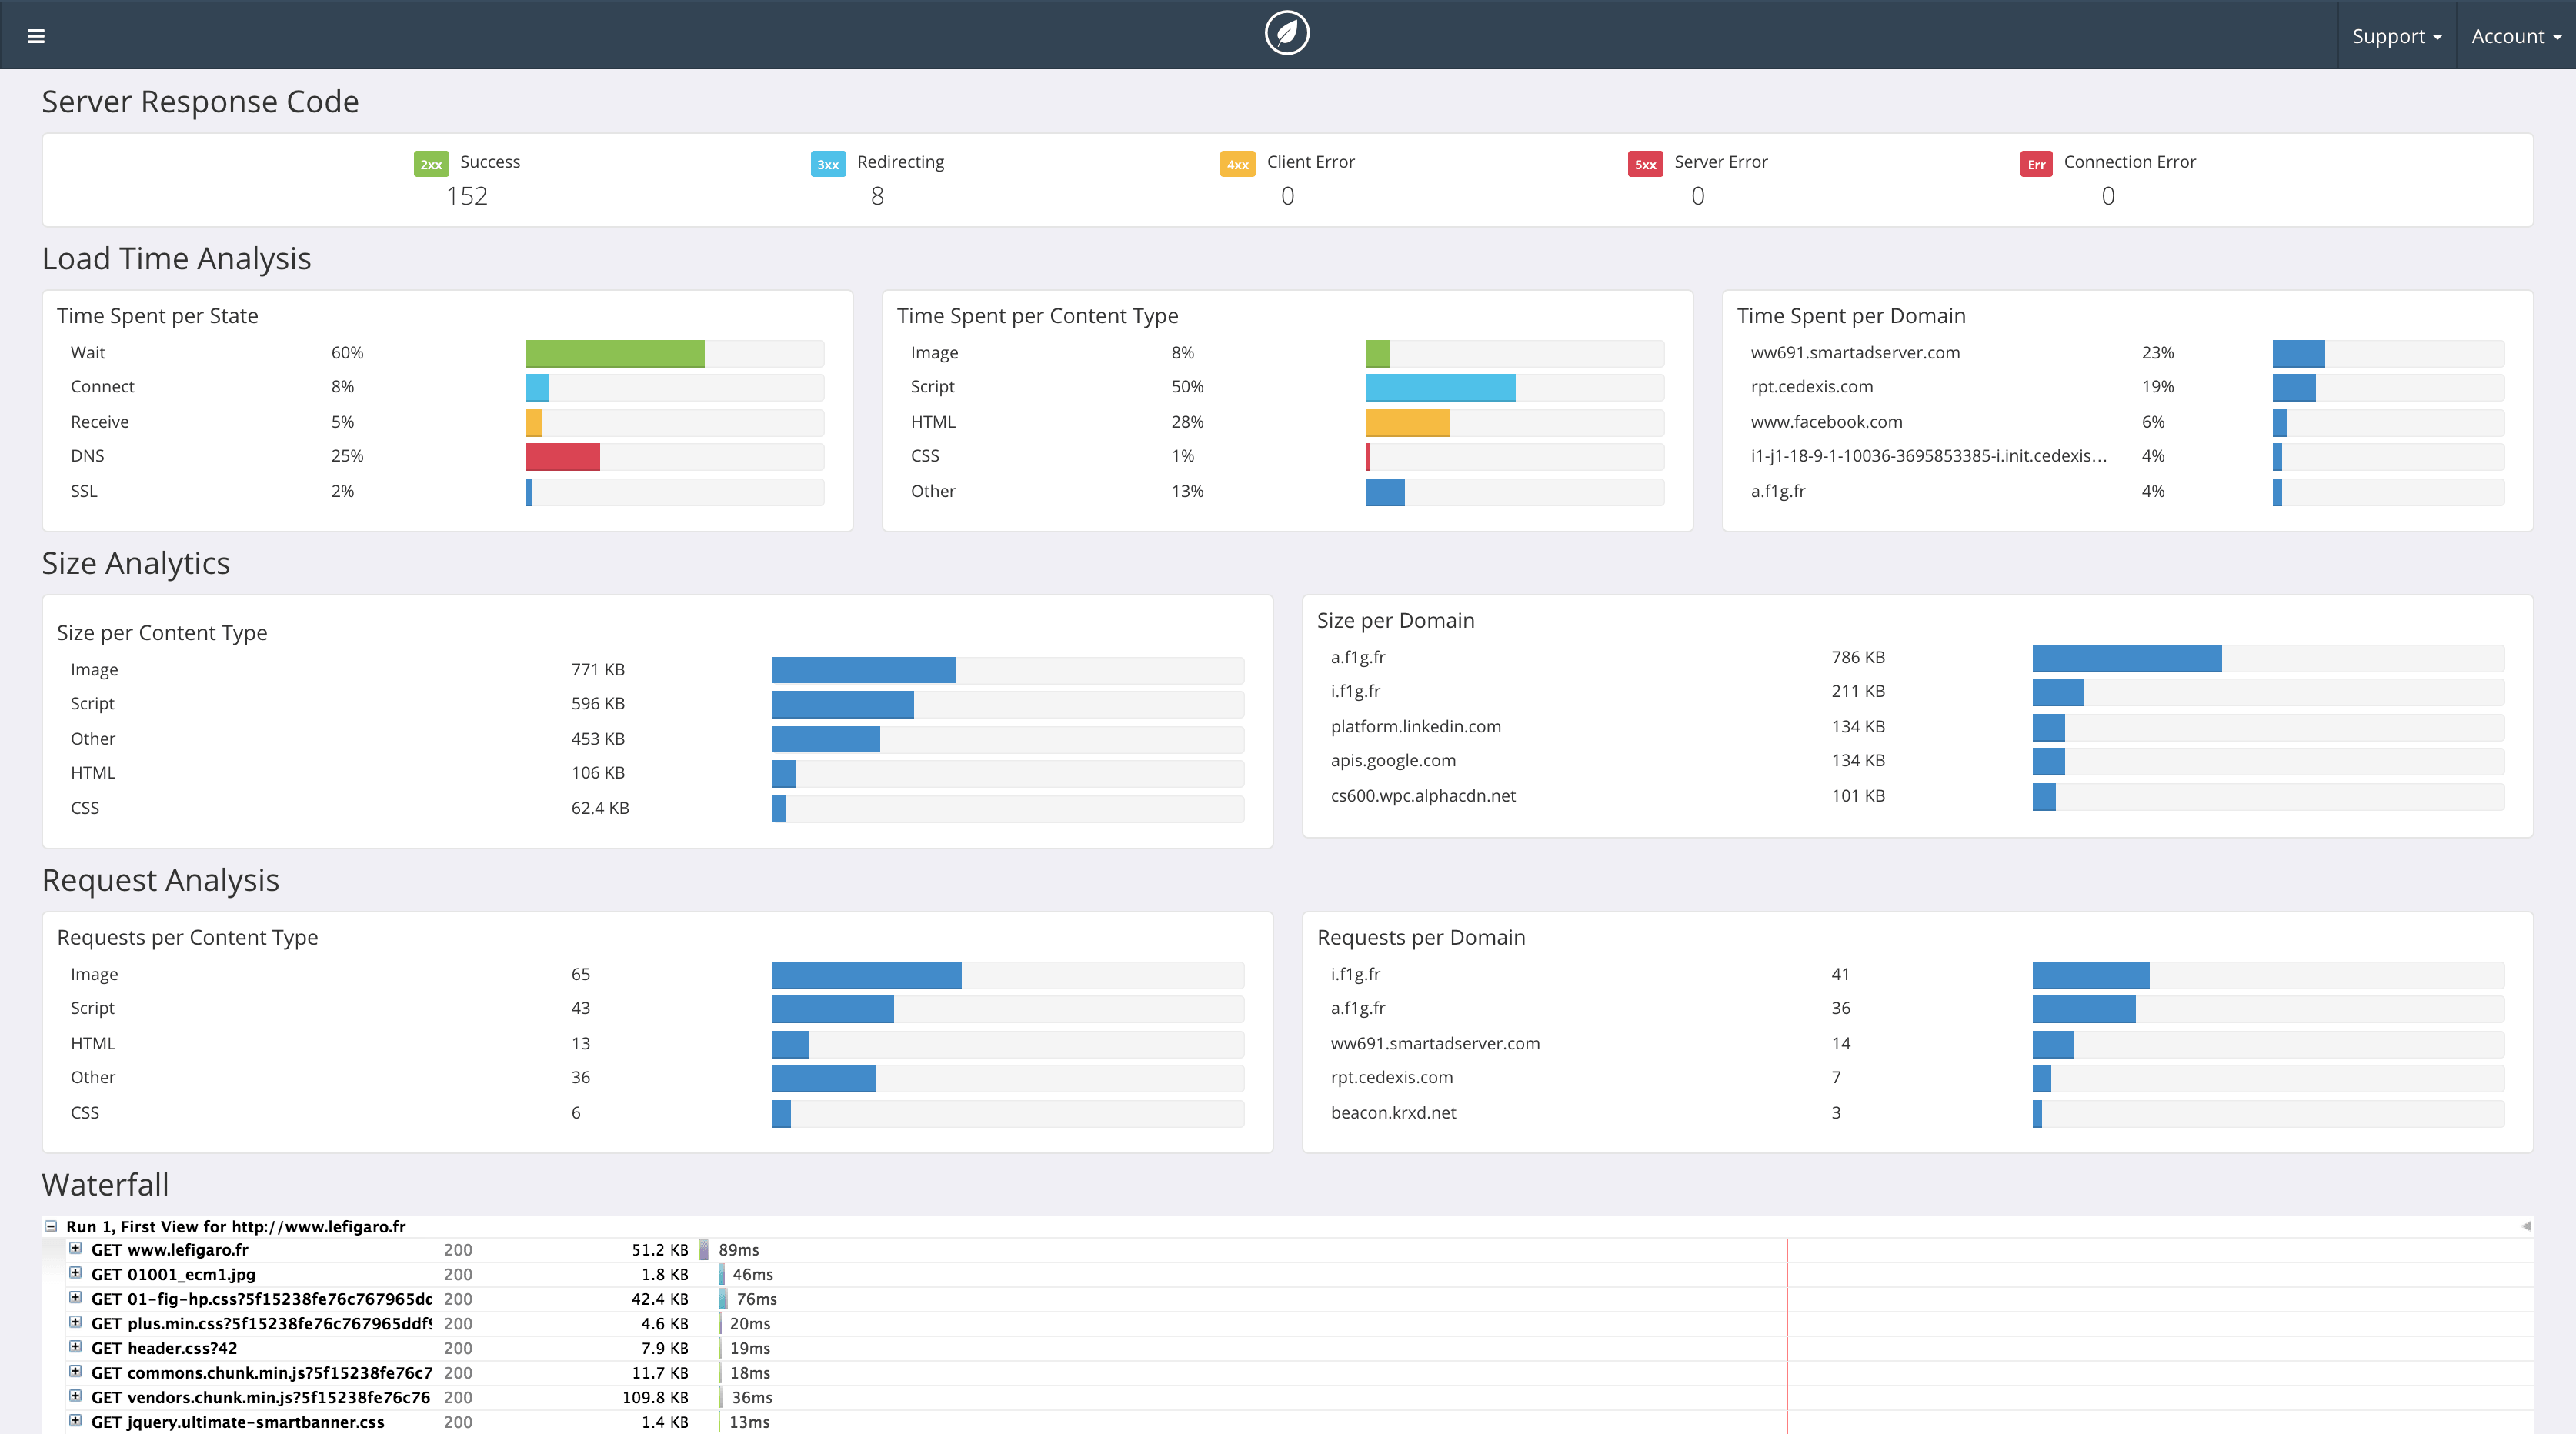 Support
Account
Server Response Code
2xx Success
3xx Redirecting
4xx Client Error
5xx Server Error
Err Connection Error
152
8
0
0
0
Load Time Analysis
Time Spent per State
Wait 60%
Connect 8%
Receive 5%
DNS 25%
SSL 2%
Time Spent per Content Type
Image 8%
Script 50%
HTML 28%
CSS 1%
Other 13%
Time Spent per Domain
ww691.smartadserver.com 23%
rpt.cedexis.com 19%
www.facebook.com 6%
i1-j1-18-9-1-10036-3695853385-i.init.cedexis... 4%
a.f1g.fr 4%
Size Analytics
Size per Content Type
Image 771 KB
Script 596 KB
Other 453 KB
HTML 106 KB
CSS 62.4 KB
Size per Domain
a.f1g.fr 786 KB
i.f1g.fr 211 KB
platform.linkedin.com 134 KB
apis.google.com 134 KB
cs600.wpc.alphacdn.net 101 KB
Request Analysis
Requests per Content Type
Image 65
Script 43
HTML 13
Other 36
CSS 6
Requests per Domain
i.f1g.fr 41
a.f1g.fr 36
ww691.smartadserver.com 14
rpt.cedexis.com 7
beacon.krxd.net 3
Waterfall
Run 1, First View for http://www.lefigaro.fr
GET www.lefigaro.fr 200 51.2 KB 89ms
GET 01001_ecm1.jpg 200 1.8 KB 46ms
GET 01-fig-hp.css?5f15238fe76c767965dd 200 42.4 KB 76ms
GET plus.min.css?5f15238fe76c767965ddf9 200 4.6 KB 20ms
GET header.css?42 200 7.9 KB 19ms
GET commons.chunk.min.js?5f15238fe76c7 200 11.7 KB 18ms
GET vendors.chunk.min.js?5f15238fe76c76 200 109.8 KB 36ms
GET jquery.ultimate-smartbanner.css 200 1.4 KB 13ms